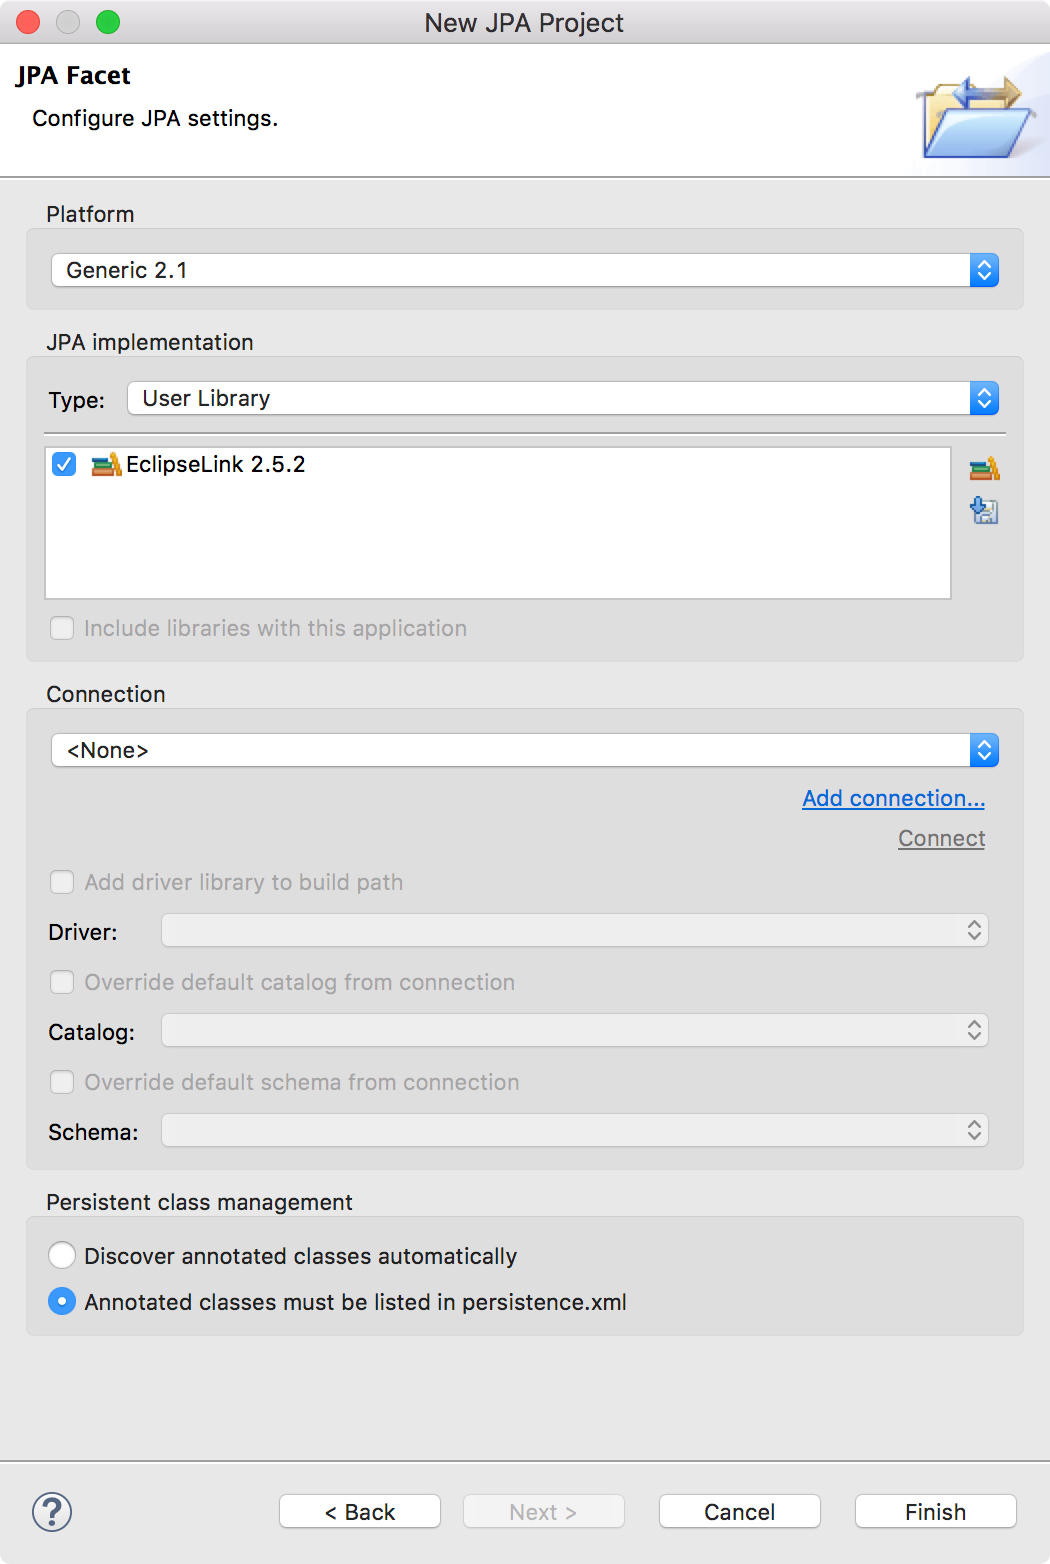 New JPA Project
JPA Facet
Configure JPA settings.
Platform
Generic 2.1
JPA implementation
Type: User Library
EclipseLink 2.5.2
Include libraries with this application
Connection
<None>
Add connection...
Connect
Add driver library to build path
Driver:
Override default catalog from connection
Catalog:
Override default schema from connection
Schema:
Persistent class management
Discover annotated classes automatically
Annotated classes must be listed in persistence.xml
? < Back Next > Cancel Finish